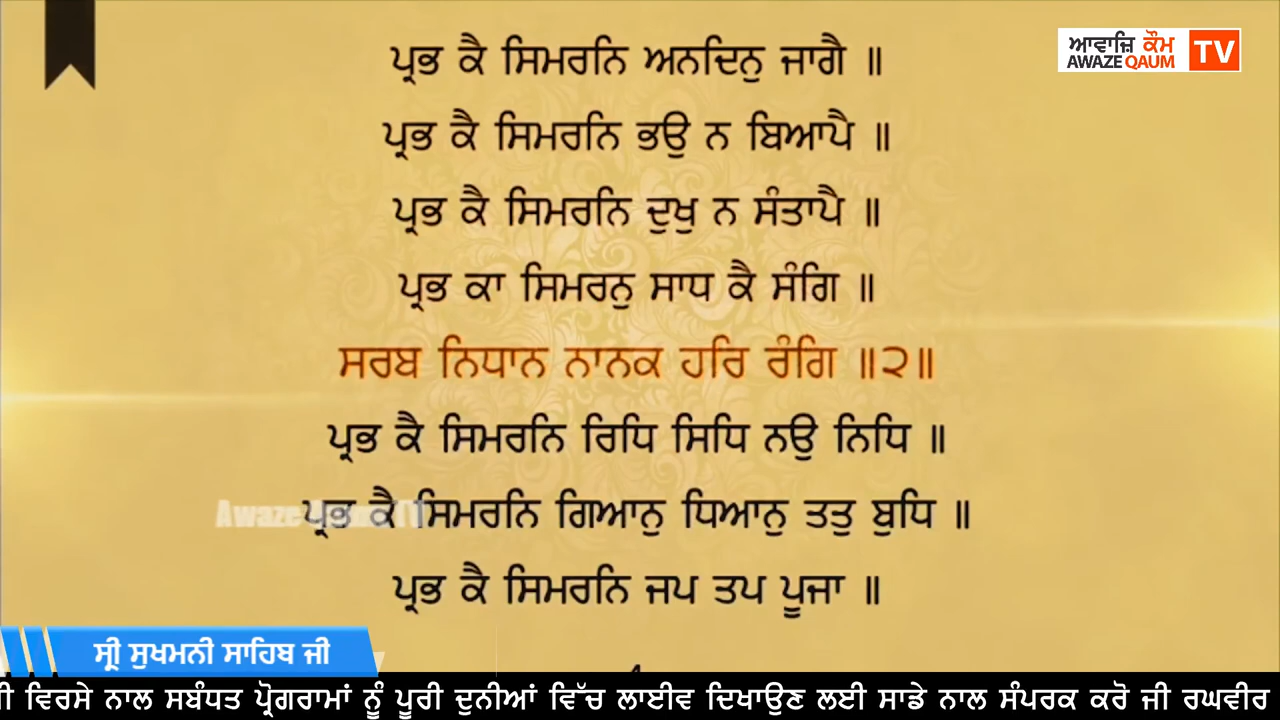 ਪ੍ਰਭ ਕੈ ਸਿਮਰਨਿ ਅਨਦਿਨੁ ਜਾਗੈ ॥
ਆਵਾਜ਼ਿ ਕੌਮ
AWAZE QAUM
TV
ਪ੍ਰਭ ਕੈ ਸਿਮਰਨਿ ਭਉ ਨ ਬਿਆਪੈ ॥
ਪ੍ਰਭ ਕੈ ਸਿਮਰਨਿ ਦੁਖੁ ਨ ਸੰਤਾਪੈ ॥
ਪ੍ਰਭ ਕਾ ਸਿਮਰਨੁ ਸਾਧ ਕੈ ਸੰਗਿ ॥
ਸਰਬ ਨਿਧਾਨ ਨਾਨਕ ਹਰਿ ਰੰਗਿ ॥੨॥
ਪ੍ਰਭ ਕੈ ਸਿਮਰਨਿ ਰਿਧਿ ਸਿਧਿ ਨਉ ਨਿਧਿ ॥
ਪ੍ਰਭ ਕੈ ਸਿਮਰਨਿ ਗਿਆਨੁ ਧਿਆਨੁ ਤਤੁ ਬੁਧਿ ॥
Awaze
TV
ਪ੍ਰਭ ਕੈ ਸਿਮਰਨਿ ਜਪ ਤਪ ਪੂਜਾ ॥
ਸ੍ਰੀ ਸੁਖਮਨੀ ਸਾਹਿਬ ਜੀ
ਵਿਰਸੇ ਨਾਲ ਸਬੰਧਤ ਪ੍ਰੋਗਰਾਮਾਂ ਨੂੰ ਪੂਰੀ ਦੁਨੀਆਂ ਵਿੱਚ ਲਾਈਵ ਦਿਖਾਉਣ ਲਈ ਸਾਡੇ ਨਾਲ ਸੰਪਰਕ ਕਰੋ ਜੀ ਰਘਵੀਰ